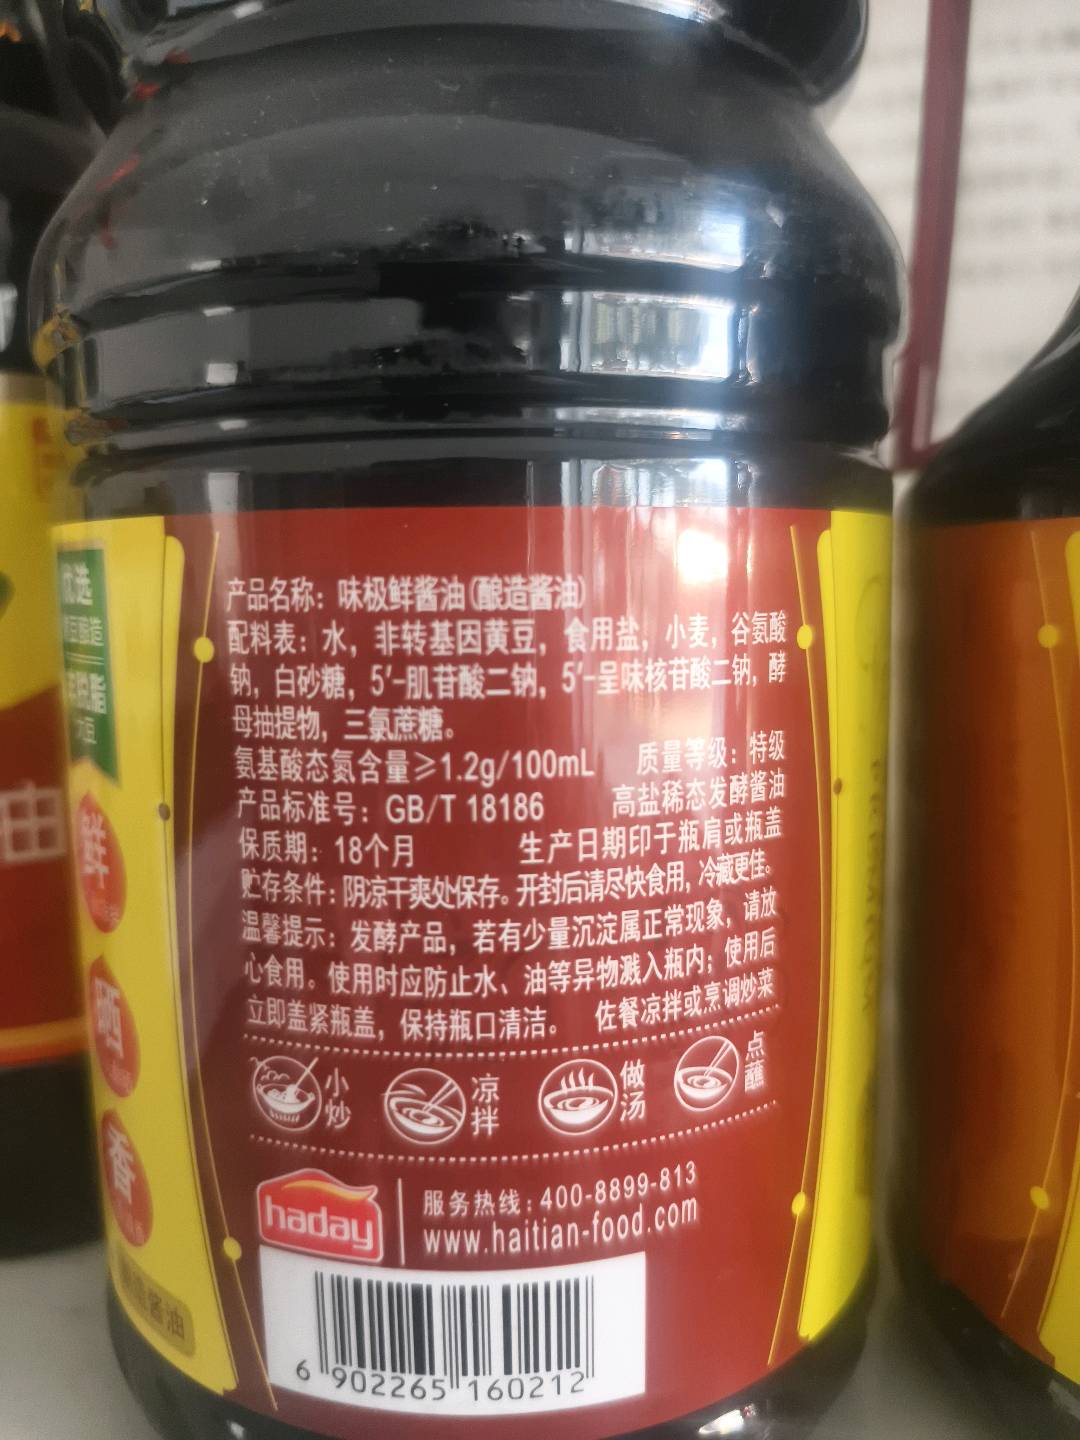 产品名称：味极鲜酱油(酿造酱油)
配料表：水，非转基因黄豆，食用盐，小麦，谷氨酸
钠，白砂糖，5′-肌苷酸二钠，5′-呈味核苷酸二钠，酵
母抽提物，三氯蔗糖。
氨基酸态氮含量≥1.2g/100mL 质量等级：特级
产品标准号：GB/T 18186 高盐稀态发酵酱油
保质期：18个月 生产日期印于瓶肩或瓶盖
贮存条件：阴凉干爽处保存。开封后请尽快食用，冷藏更佳。
温馨提示：发酵产品，若有少量沉淀属正常现象，请放
心食用。使用时应防止水、油等异物溅入瓶内；使用后
立即盖紧瓶盖，保持瓶口清洁。 佐餐凉拌或烹调炒菜
小炒 凉拌 做汤 点蘸
haday
服务热线：400-8899-813
www.haitian-food.com
6 902265 160212
优选
脱脂
大豆
鲜
晒
香
酱油
油